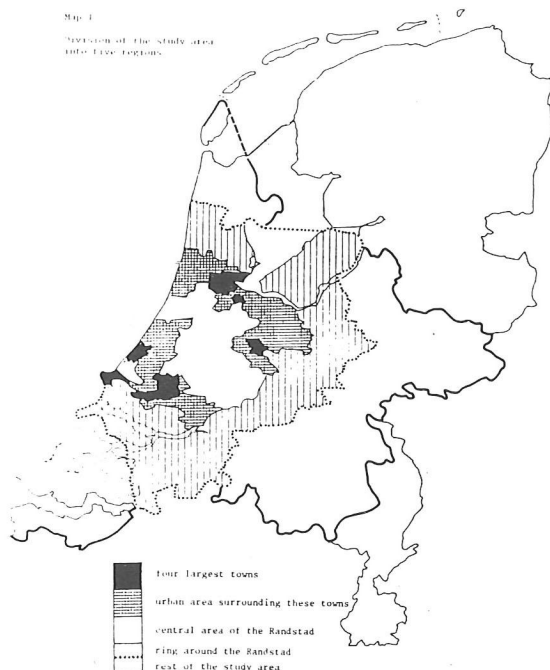 Map 4
Division of the study area
into five regions
four largest towns
urban area surrounding these towns
central area of the Randstad
ring around the Randstad
rest of the study area